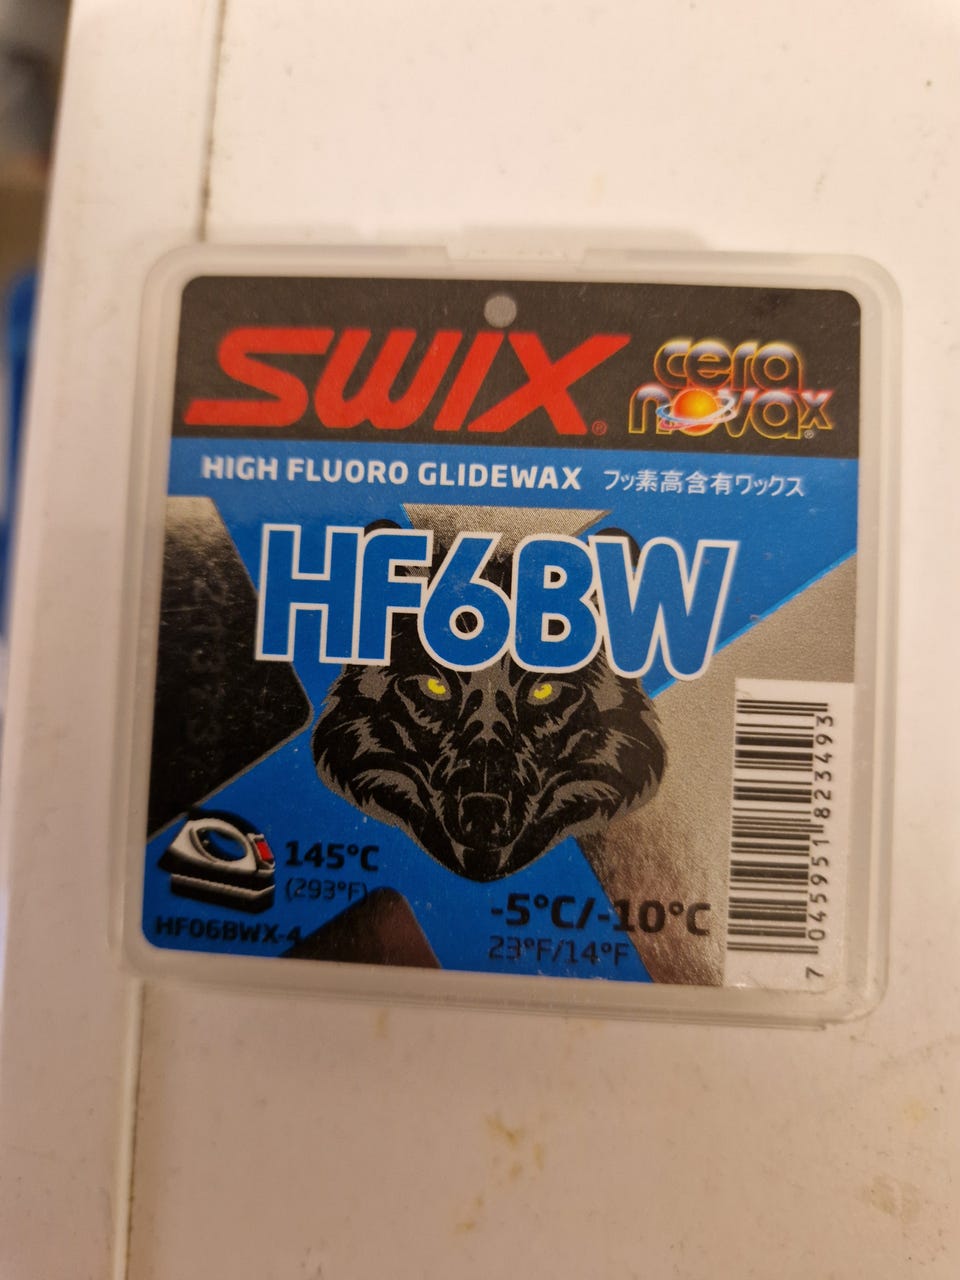 SWIX®
cera
novax®
HIGH FLUORO GLIDEWAX フッ素高含有ワックス
HF6BW
145°C
(293°F)
HF06BWX-4
-5°C/-10°C
23°F/14°F
7 045951 823493